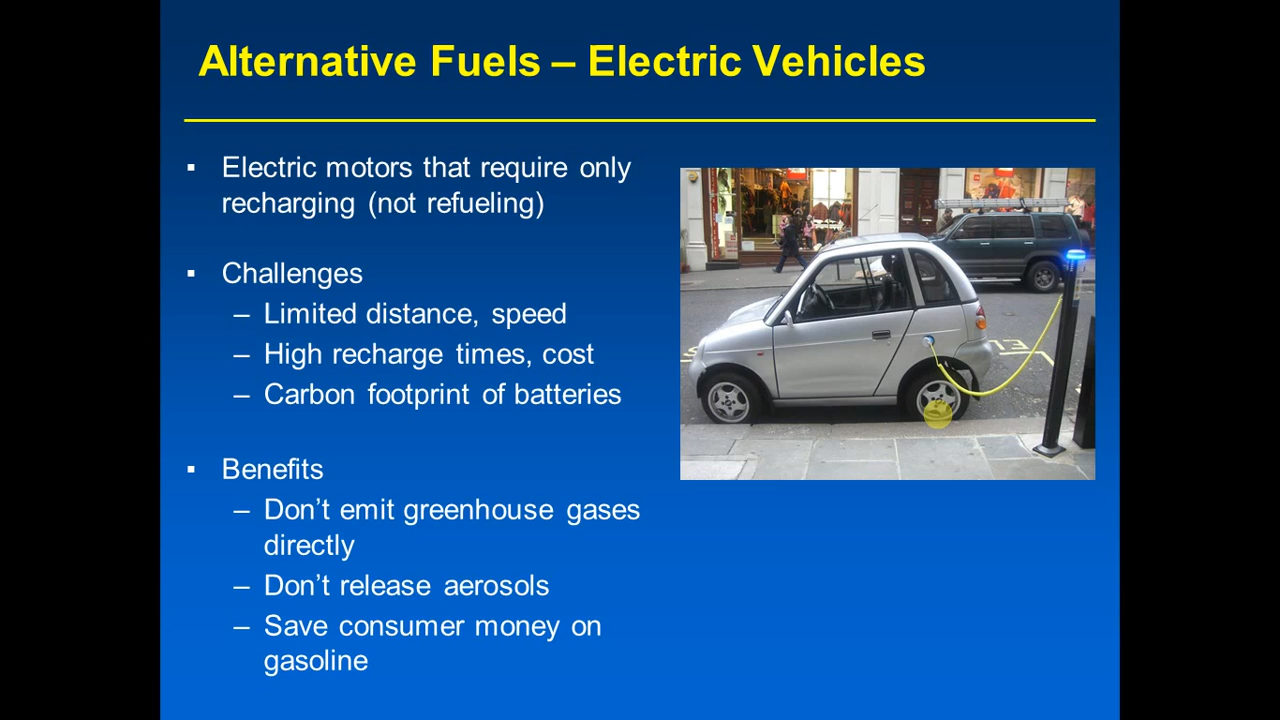 Alternative Fuels – Electric Vehicles
▪ Electric motors that require only
recharging (not refueling)
▪ Challenges
– Limited distance, speed
– High recharge times, cost
– Carbon footprint of batteries
▪ Benefits
– Don’t emit greenhouse gases
directly
– Don’t release aerosols
– Save consumer money on
gasoline